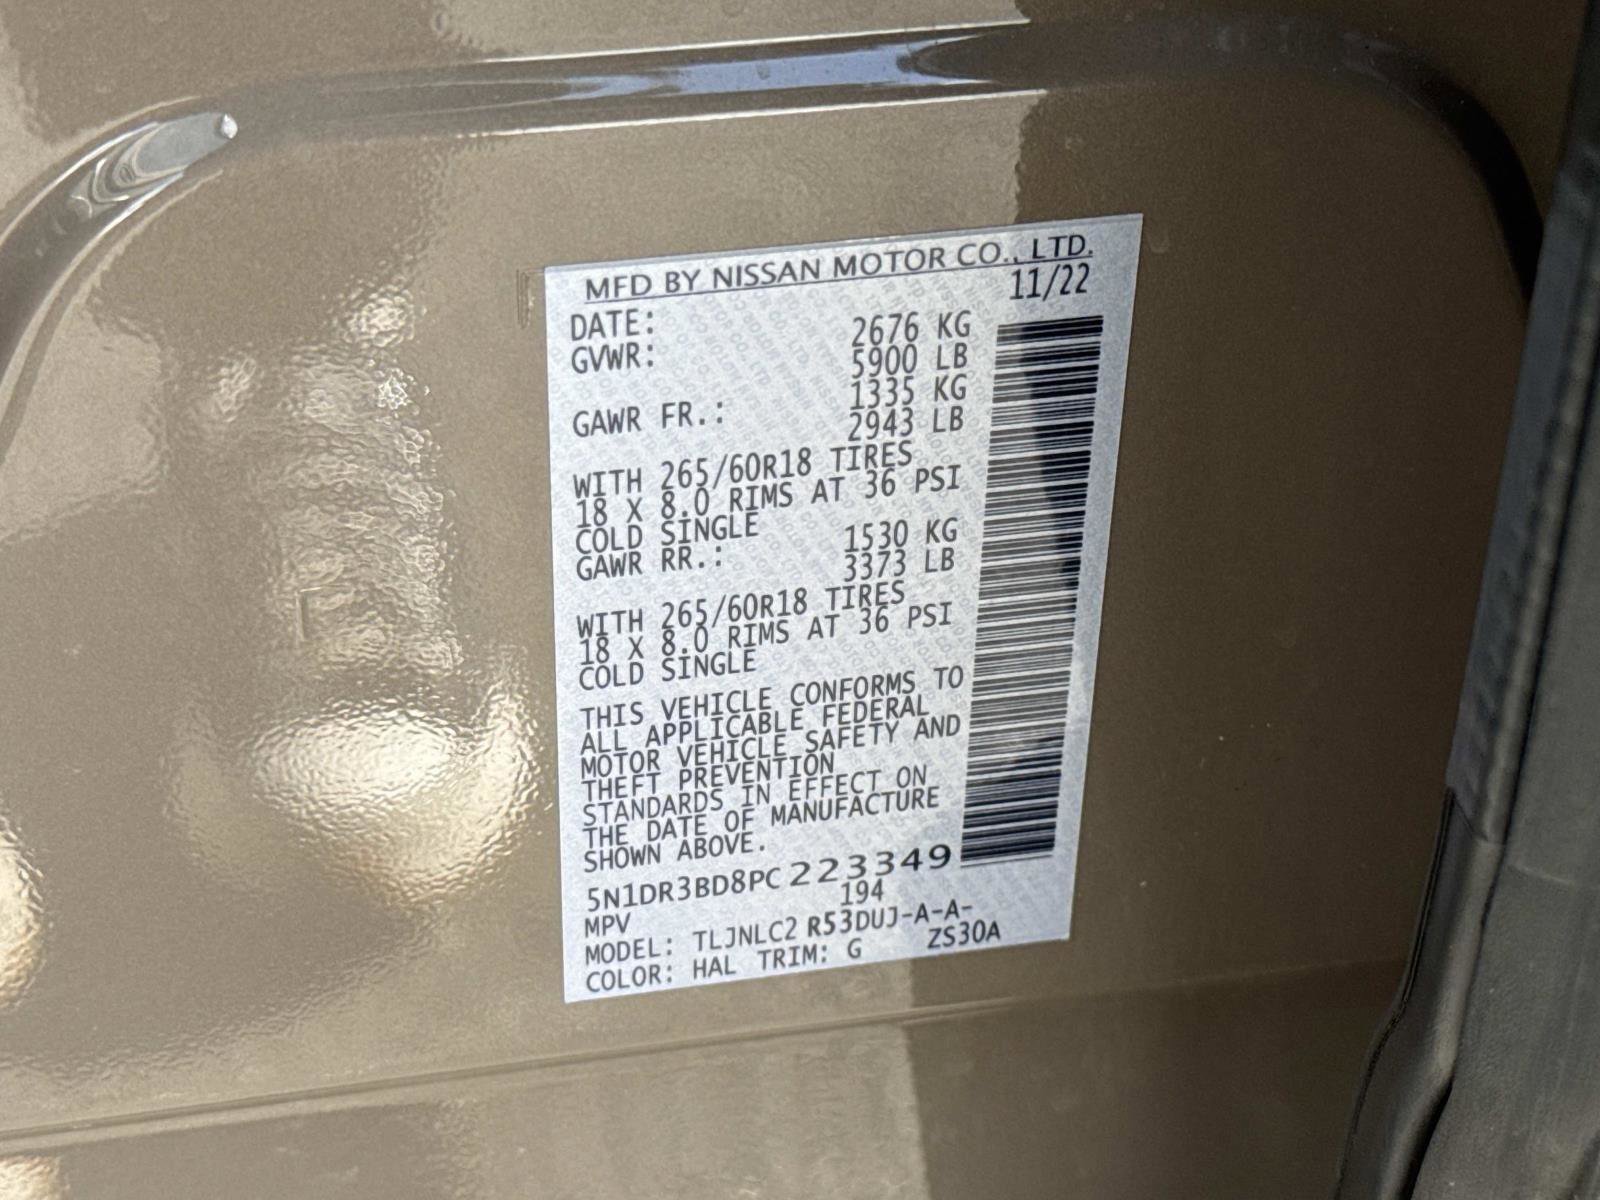 MFD BY NISSAN MOTOR CO., LTD.
DATE: 11/22
GVWR: 2676 KG
5900 LB
GAWR FR.: 1335 KG
2943 LB
WITH 265/60R18 TIRES
18 X 8.0 RIMS AT 36 PSI
COLD SINGLE
GAWR RR.: 1530 KG
3373 LB
WITH 265/60R18 TIRES
18 X 8.0 RIMS AT 36 PSI
COLD SINGLE
THIS VEHICLE CONFORMS TO
ALL APPLICABLE FEDERAL
MOTOR VEHICLE SAFETY AND
THEFT PREVENTION
STANDARDS IN EFFECT ON
THE DATE OF MANUFACTURE
SHOWN ABOVE.
5N1DR3BD8PC223349
MPV 194
MODEL: TLJNLC2 R53DUJ-A-A-
COLOR: HAL TRIM: G ZS30A